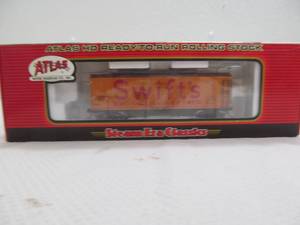 ATLAS HO READY-TO-RUN ROLLING STOCK
ATLAS
Swift's
Steam Era Classics